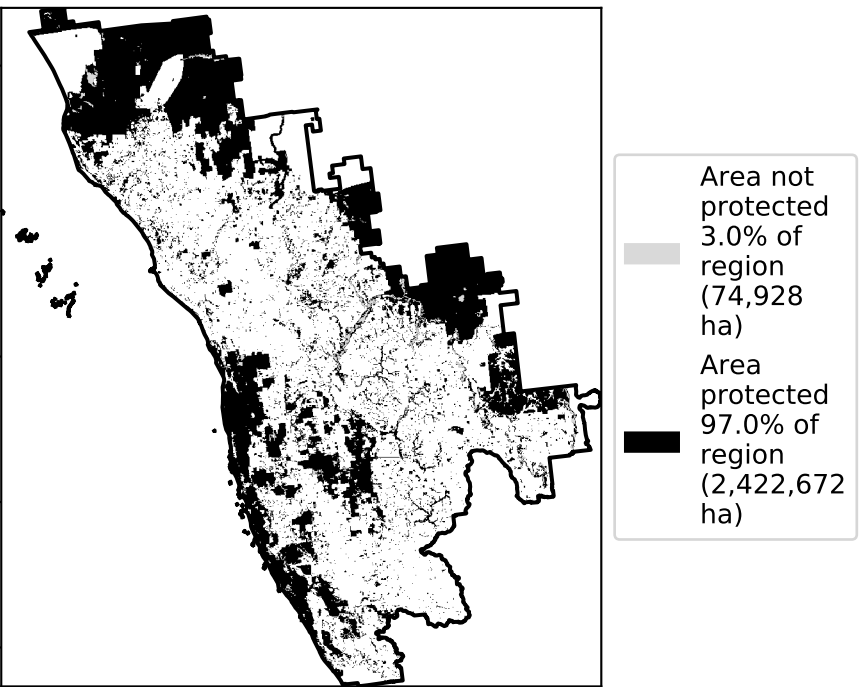 Area not
protected
3.0% of
region
(74,928
ha)
Area
protected
97.0% of
region
(2,422,672
ha)